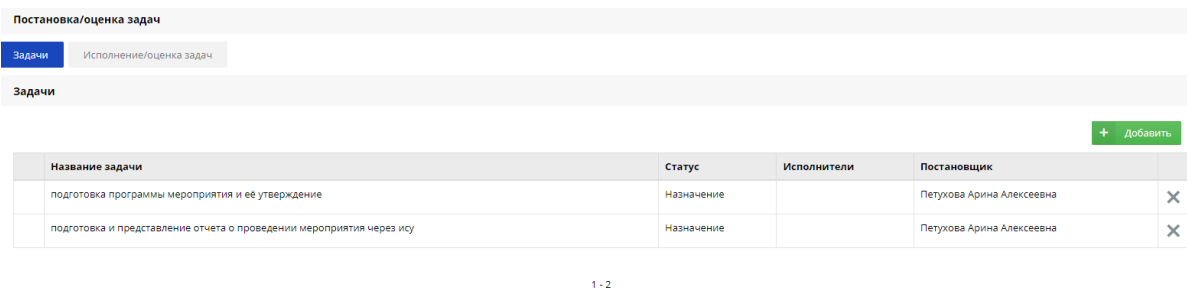 Постановка/оценка задач
Задачи Исполнение/оценка задач
Задачи
+ Добавить
Название задачи Статус Исполнители Постановщик
подготовка программы мероприятия и её утверждение Назначение Петухова Арина Алексеевна
подготовка и представление отчета о проведении мероприятия через ису Назначение Петухова Арина Алексеевна
1 - 2